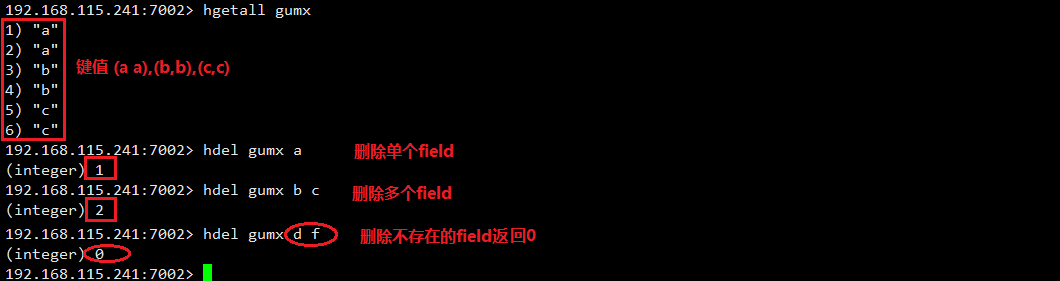 192.168.115.241:7002> hgetall gumx
1) "a"
2) "a"
3) "b" 键值 (a a),(b,b),(c,c)
4) "b"
5) "c"
6) "c"
192.168.115.241:7002> hdel gumx a 删除单个field
(integer) 1
192.168.115.241:7002> hdel gumx b c 删除多个field
(integer) 2
192.168.115.241:7002> hdel gumx d f 删除不存在的field返回0
(integer) 0
192.168.115.241:7002>